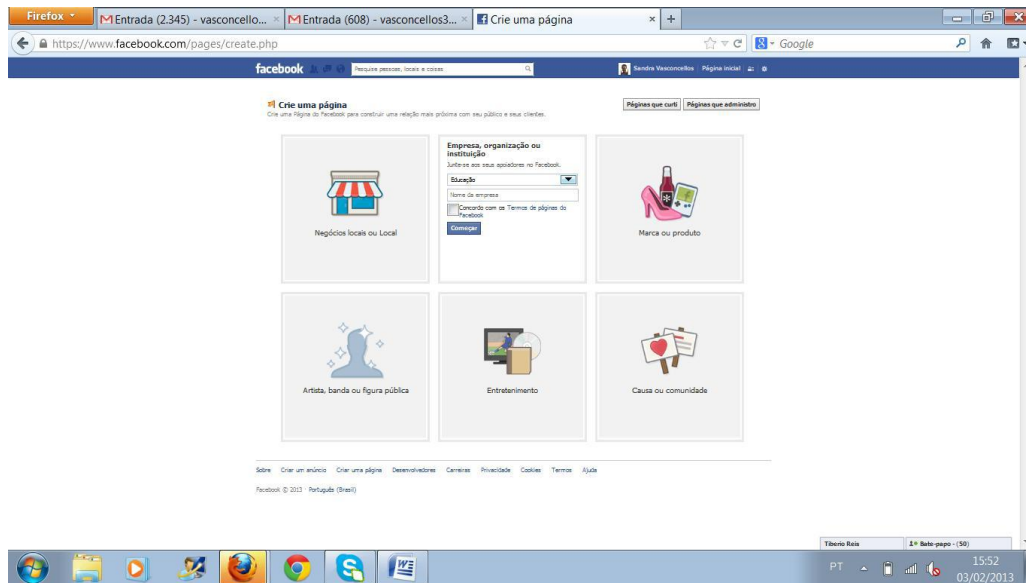 Firefox
Entrada (2.345) - vasconcello...
Entrada (608) - vasconcellos3...
Crie uma página
https://www.facebook.com/pages/create.php
Google
facebook
Pesquise pessoas, locais e coisas
Sandra Vasconcellos
Página inicial
Crie uma página
Crie uma Página do Facebook para construir uma relação mais próxima com seu público e seus clientes.
Páginas que curti
Páginas que administro
Negócios locais ou Local
Empresa, organização ou
instituição
Junte-se aos seus apoiadores no Facebook.
Educação
Nome da empresa
Concordo com os Termos de páginas do
Facebook
Começar
Marca ou produto
Artista, banda ou figura pública
Entretenimento
Causa ou comunidade
Sobre Criar um anúncio Criar uma página Desenvolvedores Carreiras Privacidade Cookies Termos Ajuda
Facebook © 2013 · Português (Brasil)
Tiberio Reis
Bate-papo - (50)
PT
15:52
03/02/2013